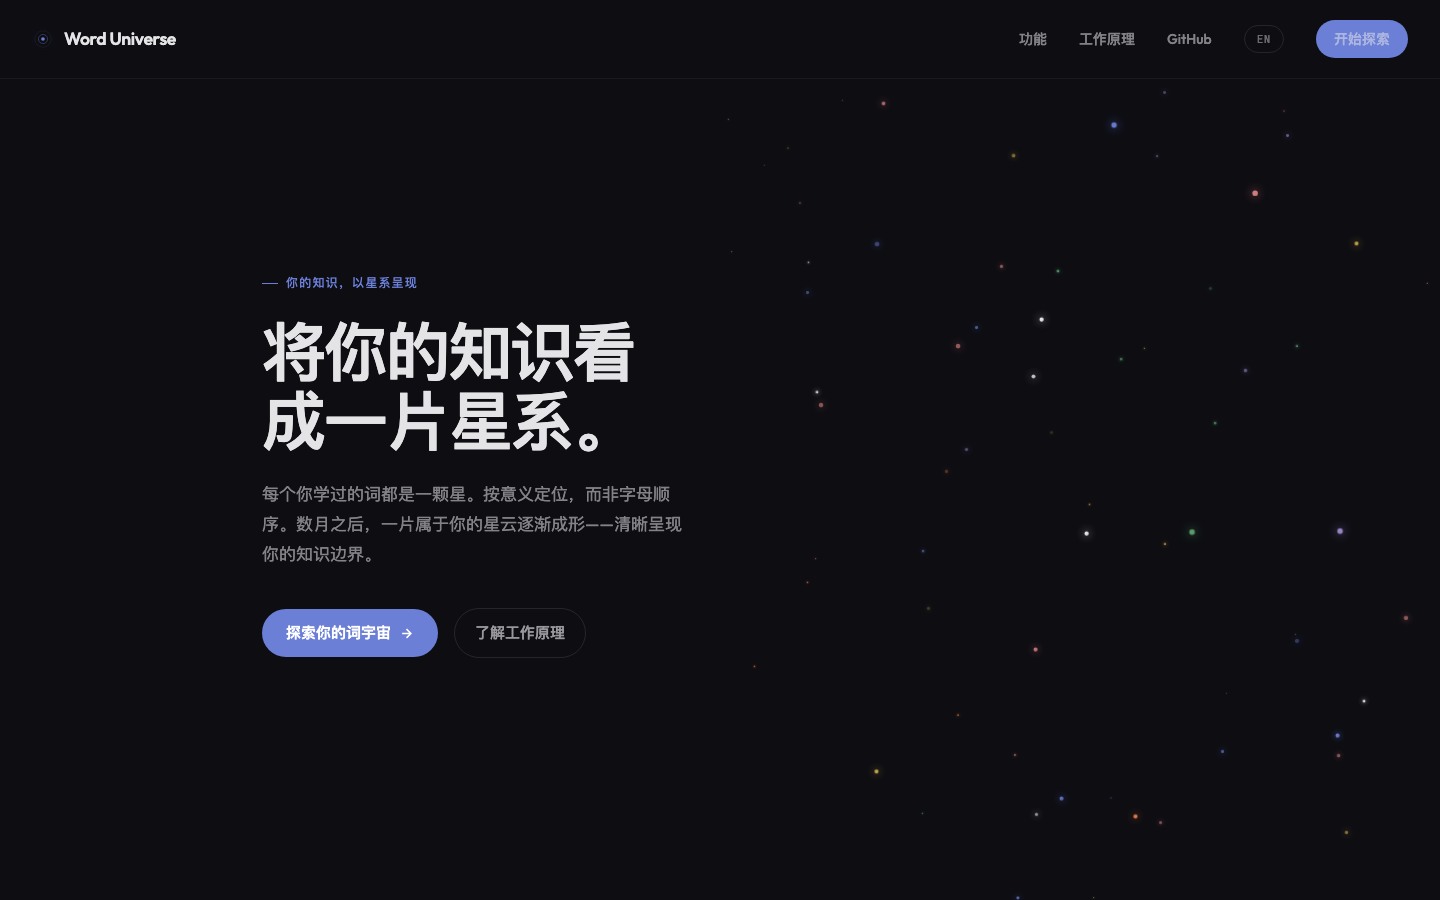 Word Universe
功能
工作原理
GitHub
EN
开始探索
— 你的知识，以星系呈现
将你的知识看
成一片星系。
每个你学过的词都是一颗星。按意义定位，而非字母顺
序。数月之后，一片属于你的星云逐渐成形——清晰呈现
你的知识边界。
探索你的词宇宙 →
了解工作原理